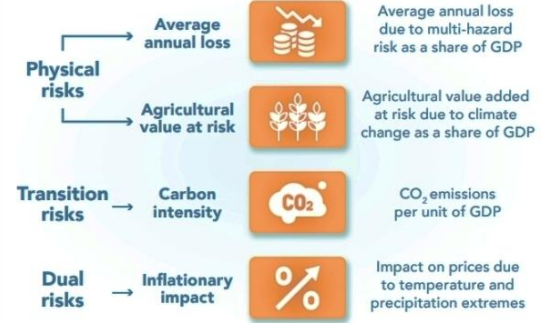 Physical
risks
Average
annual loss
Average annual loss
due to multi-hazard
risk as a share of GDP
Agricultural
value at risk
Agricultural value added
at risk due to climate
change as a share of GDP
Transition
risks
Carbon
intensity
CO₂
CO₂ emissions
per unit of GDP
Dual
risks
Inflationary
impact
%
Impact on prices due
to temperature and
precipitation extremes